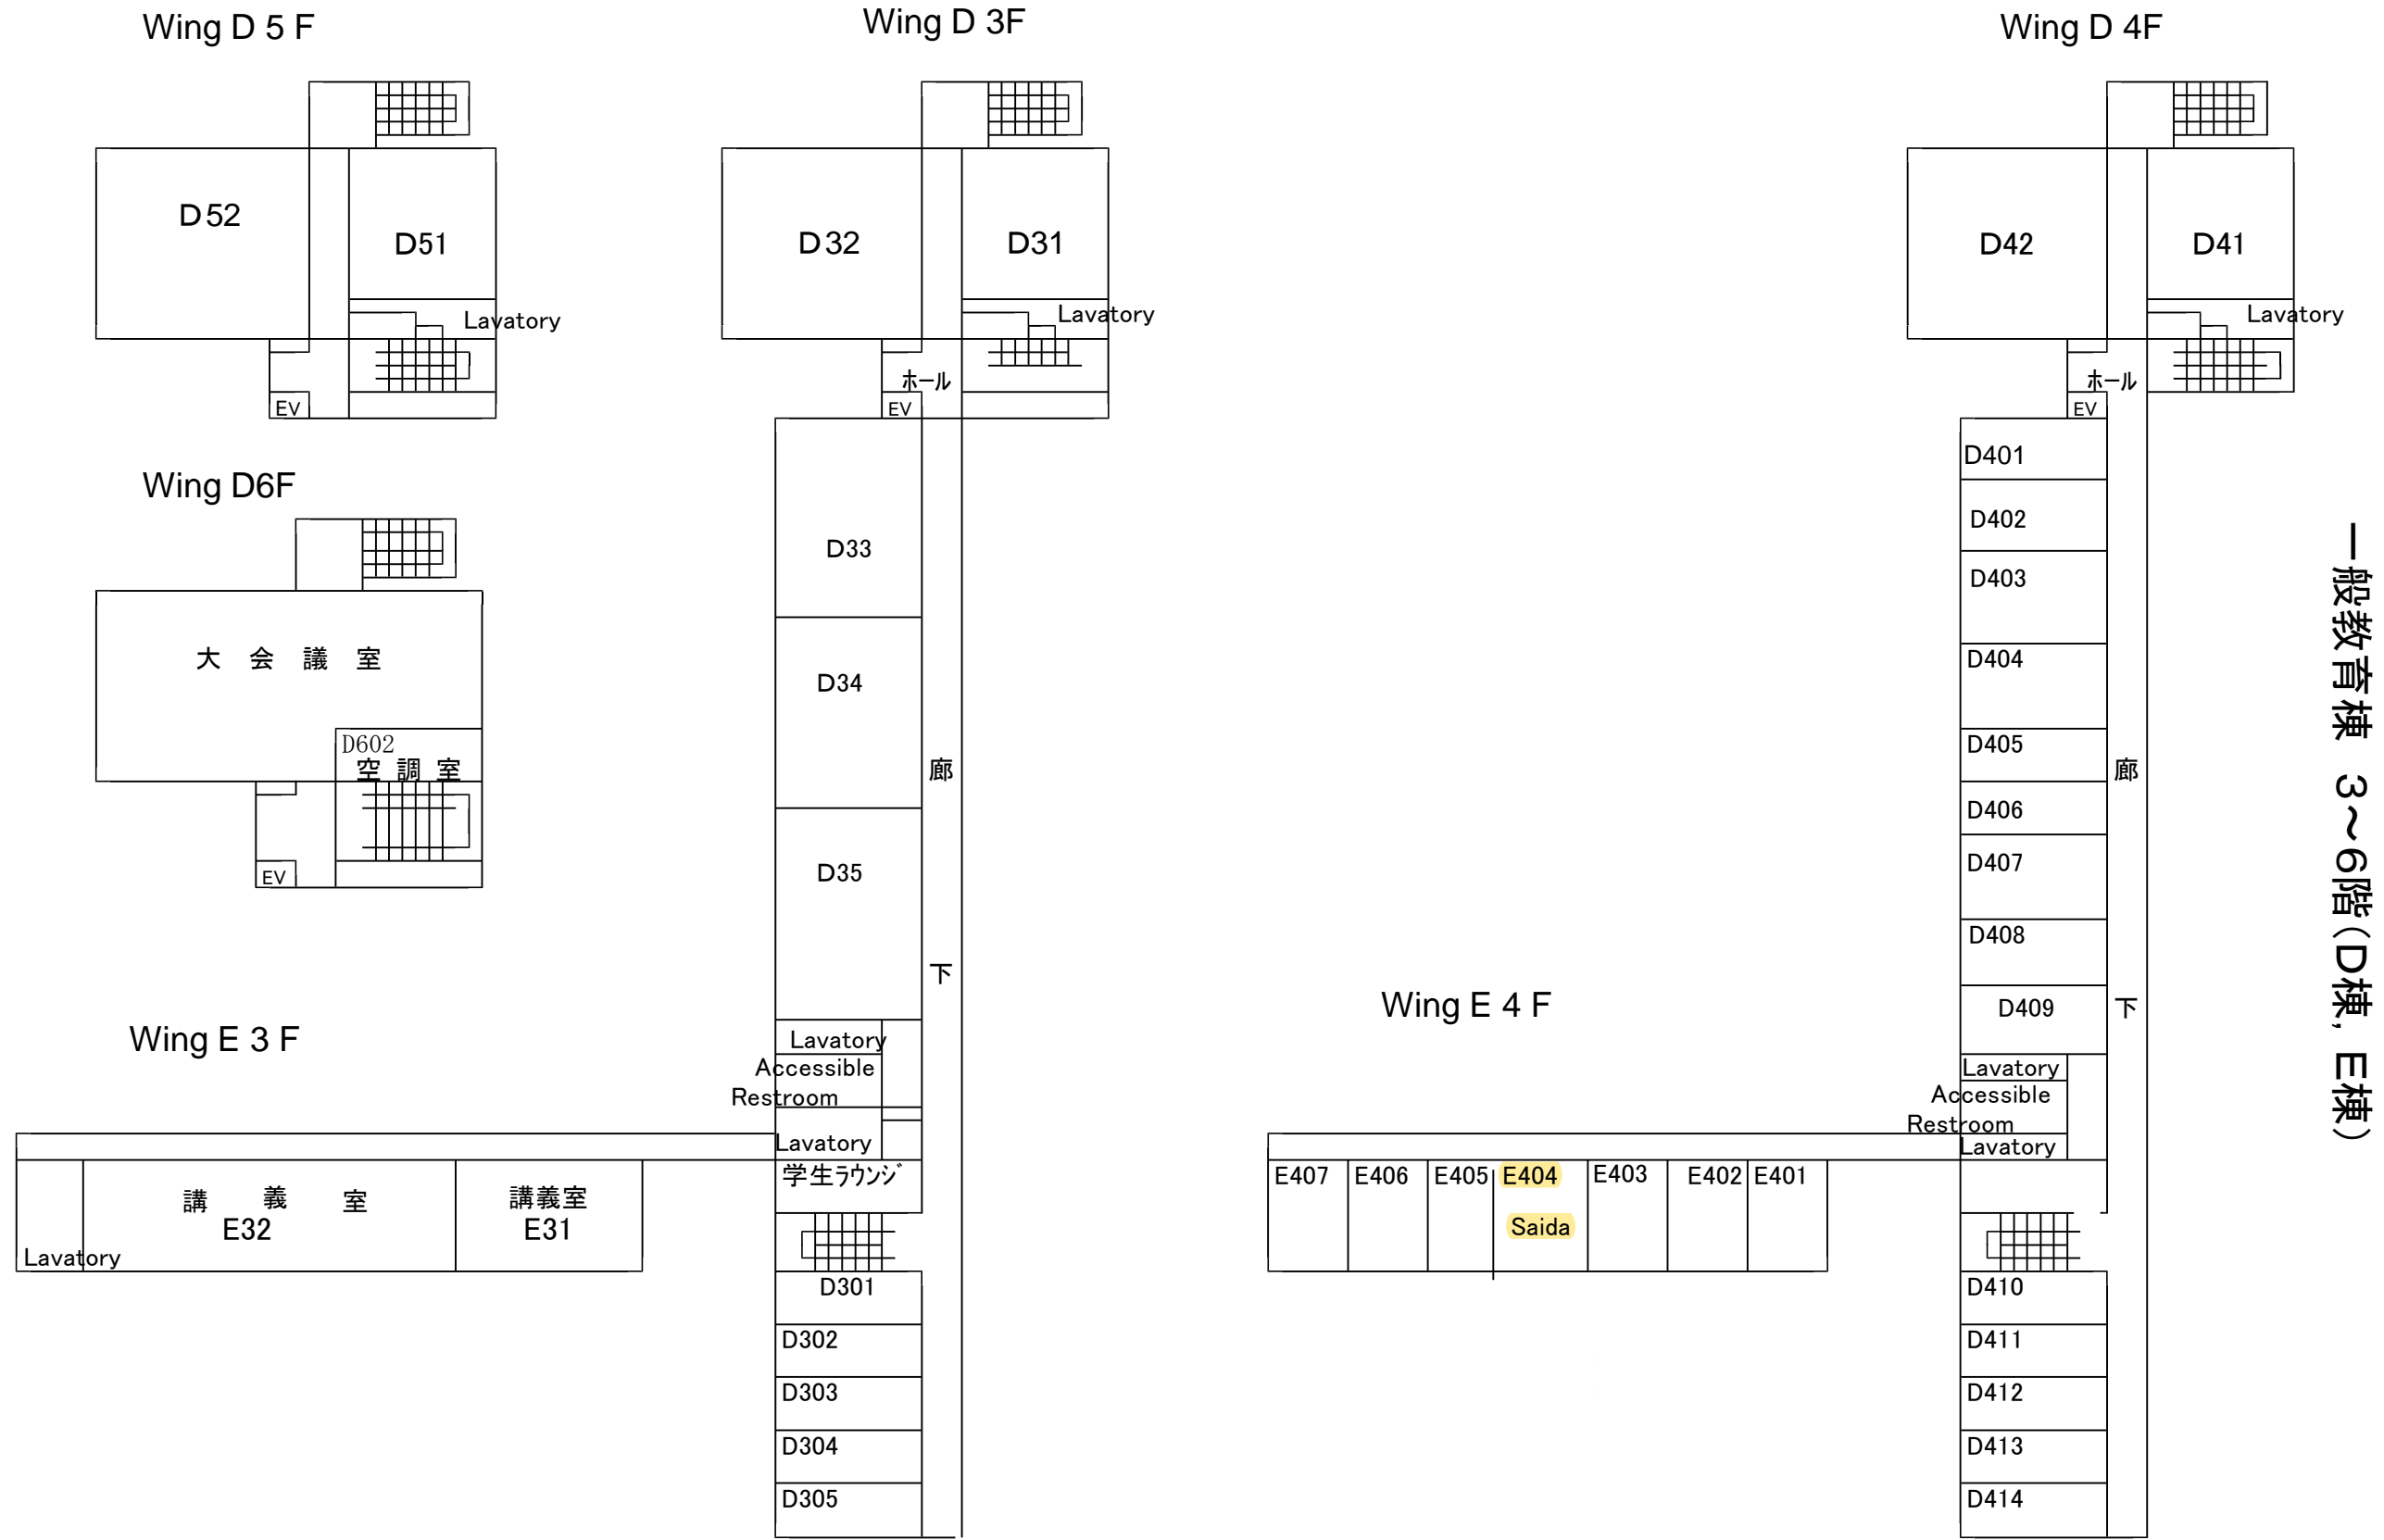 Wing D 5 F
D52
D51
Lavatory
EV
Wing D6F
大 会 議 室
D602
空 調 室
EV
Wing D 3F
D32
D31
Lavatory
ホール
EV
D33
D34
D35
廊
下
Lavatory
Accessible
Restroom
Lavatory
学生ラウンジ
D301
D302
D303
D304
D305
Wing E 3 F
講 義 室
E32
講義室
E31
Lavatory
Wing D 4F
D42
D41
Lavatory
ホール
EV
D401
D402
D403
D404
D405
D406
D407
D408
D409
廊
下
Lavatory
Accessible
Restroom
Lavatory
D410
D411
D412
D413
D414
Wing E 4 F
E407
E406
E405
E404
Saida
E403
E402
E401
一般教育棟 3～6階（D棟, E棟）